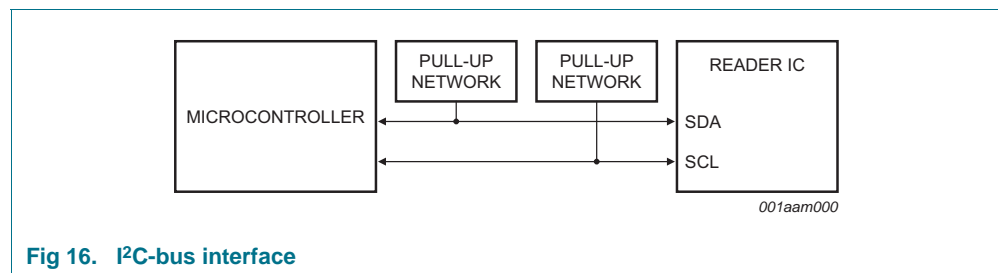 PULL-UP
NETWORK
PULL-UP
NETWORK
READER IC
MICROCONTROLLER
SDA
SCL
001aam000
Fig 16. I²C-bus interface